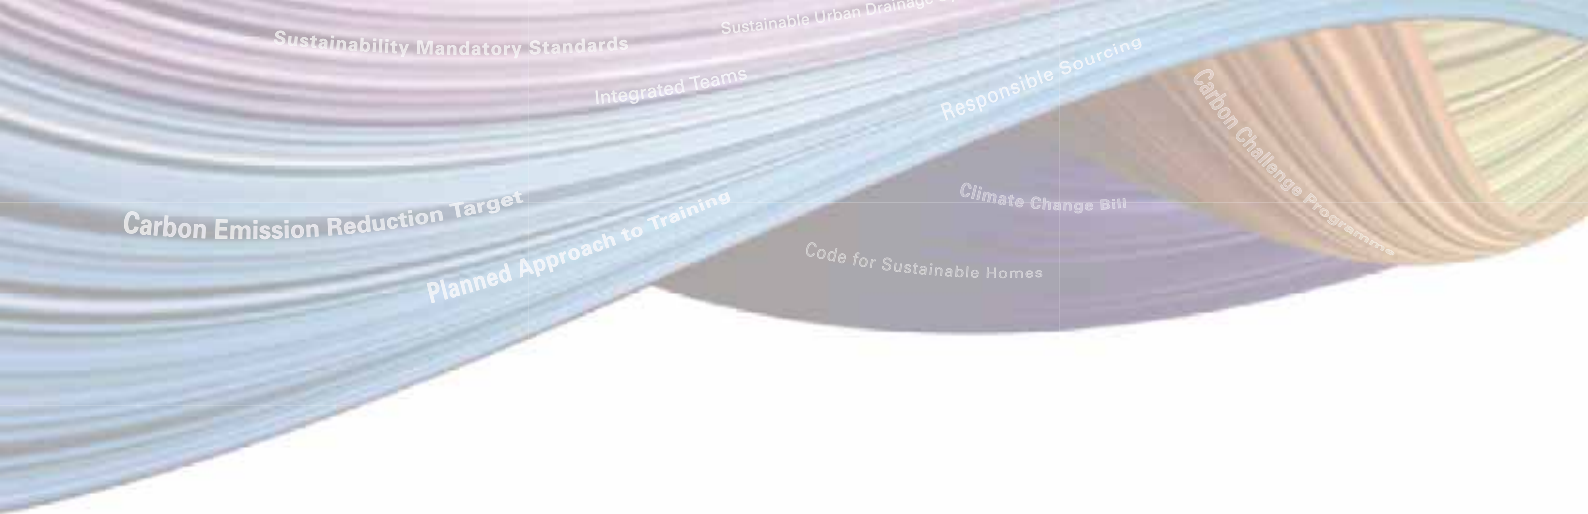 Sustainable Urban Drainage
Sustainability Mandatory Standards
Integrated Teams
Responsible Sourcing
Carbon Challenge Programme
Climate Change Bill
Carbon Emission Reduction Target
Planned Approach to Training
Code for Sustainable Homes